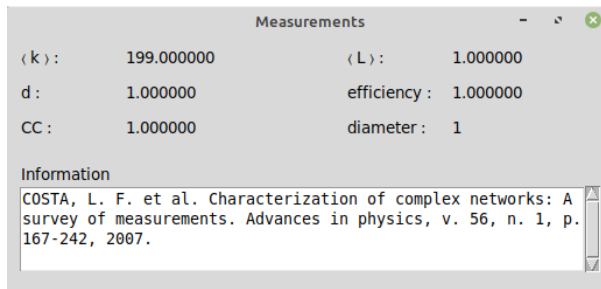 Measurements
⟨k⟩: 199.000000 ⟨L⟩: 1.000000
d : 1.000000 efficiency : 1.000000
CC : 1.000000 diameter : 1
Information
COSTA, L. F. et al. Characterization of complex networks: A
survey of measurements. Advances in physics, v. 56, n. 1, p.
167-242, 2007.